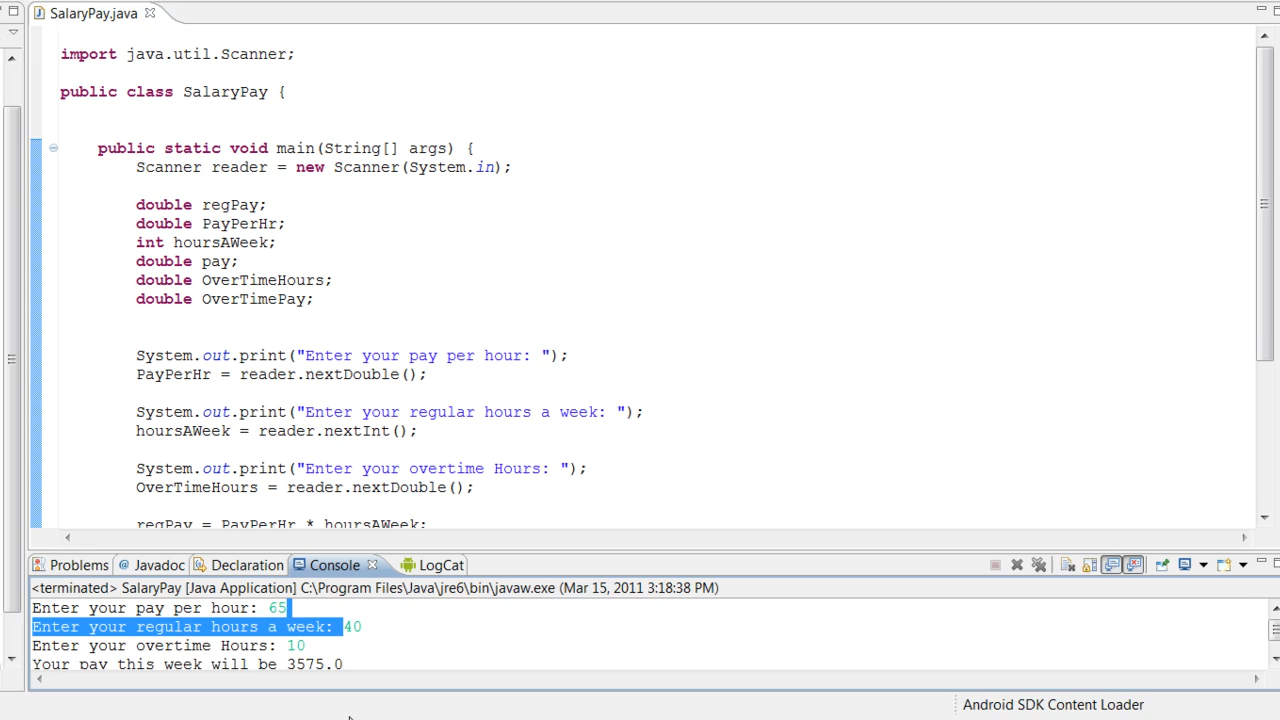 SalaryPay.java
import java.util.Scanner;
public class SalaryPay {
public static void main(String[] args) {
Scanner reader = new Scanner(System.in);
double regPay;
double PayPerHr;
int hoursAWeek;
double pay;
double OverTimeHours;
double OverTimePay;
System.out.print("Enter your pay per hour: ");
PayPerHr = reader.nextDouble();
System.out.print("Enter your regular hours a week: ");
hoursAWeek = reader.nextInt();
System.out.print("Enter your overtime Hours: ");
OverTimeHours = reader.nextDouble();
regPay = PayPerHr * hoursAWeek;
Problems @ Javadoc Declaration Console LogCat
<terminated> SalaryPay [Java Application] C:\Program Files\Java\jre6\bin\javaw.exe (Mar 15, 2011 3:18:38 PM)
Enter your pay per hour: 65
Enter your regular hours a week: 40
Enter your overtime Hours: 10
Your pay this week will be 3575.0
Android SDK Content Loader